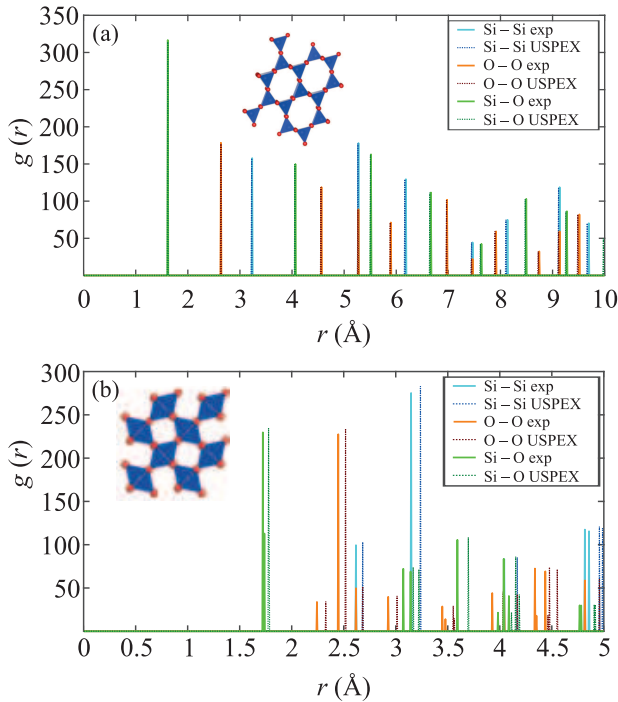 (a)
350
300
250
200
150
100
50
g (r)
Si – Si exp
Si – Si USPEX
O – O exp
O – O USPEX
Si – O exp
Si – O USPEX
0 1 2 3 4 5 6 7 8 9 10
r (Å)
(b)
300
250
200
150
100
50
g (r)
Si – Si exp
Si – Si USPEX
O – O exp
O – O USPEX
Si – O exp
Si – O USPEX
0 0.5 1 1.5 2 2.5 3 3.5 4 4.5 5
r (Å)